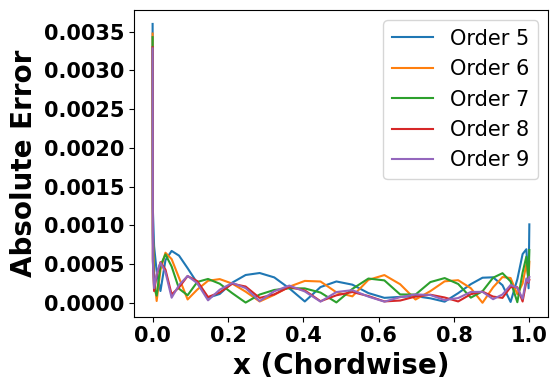 Absolute Error
0.0035
0.0030
0.0025
0.0020
0.0015
0.0010
0.0005
0.0000
Order 5
Order 6
Order 7
Order 8
Order 9
0.0 0.2 0.4 0.6 0.8 1.0
x (Chordwise)